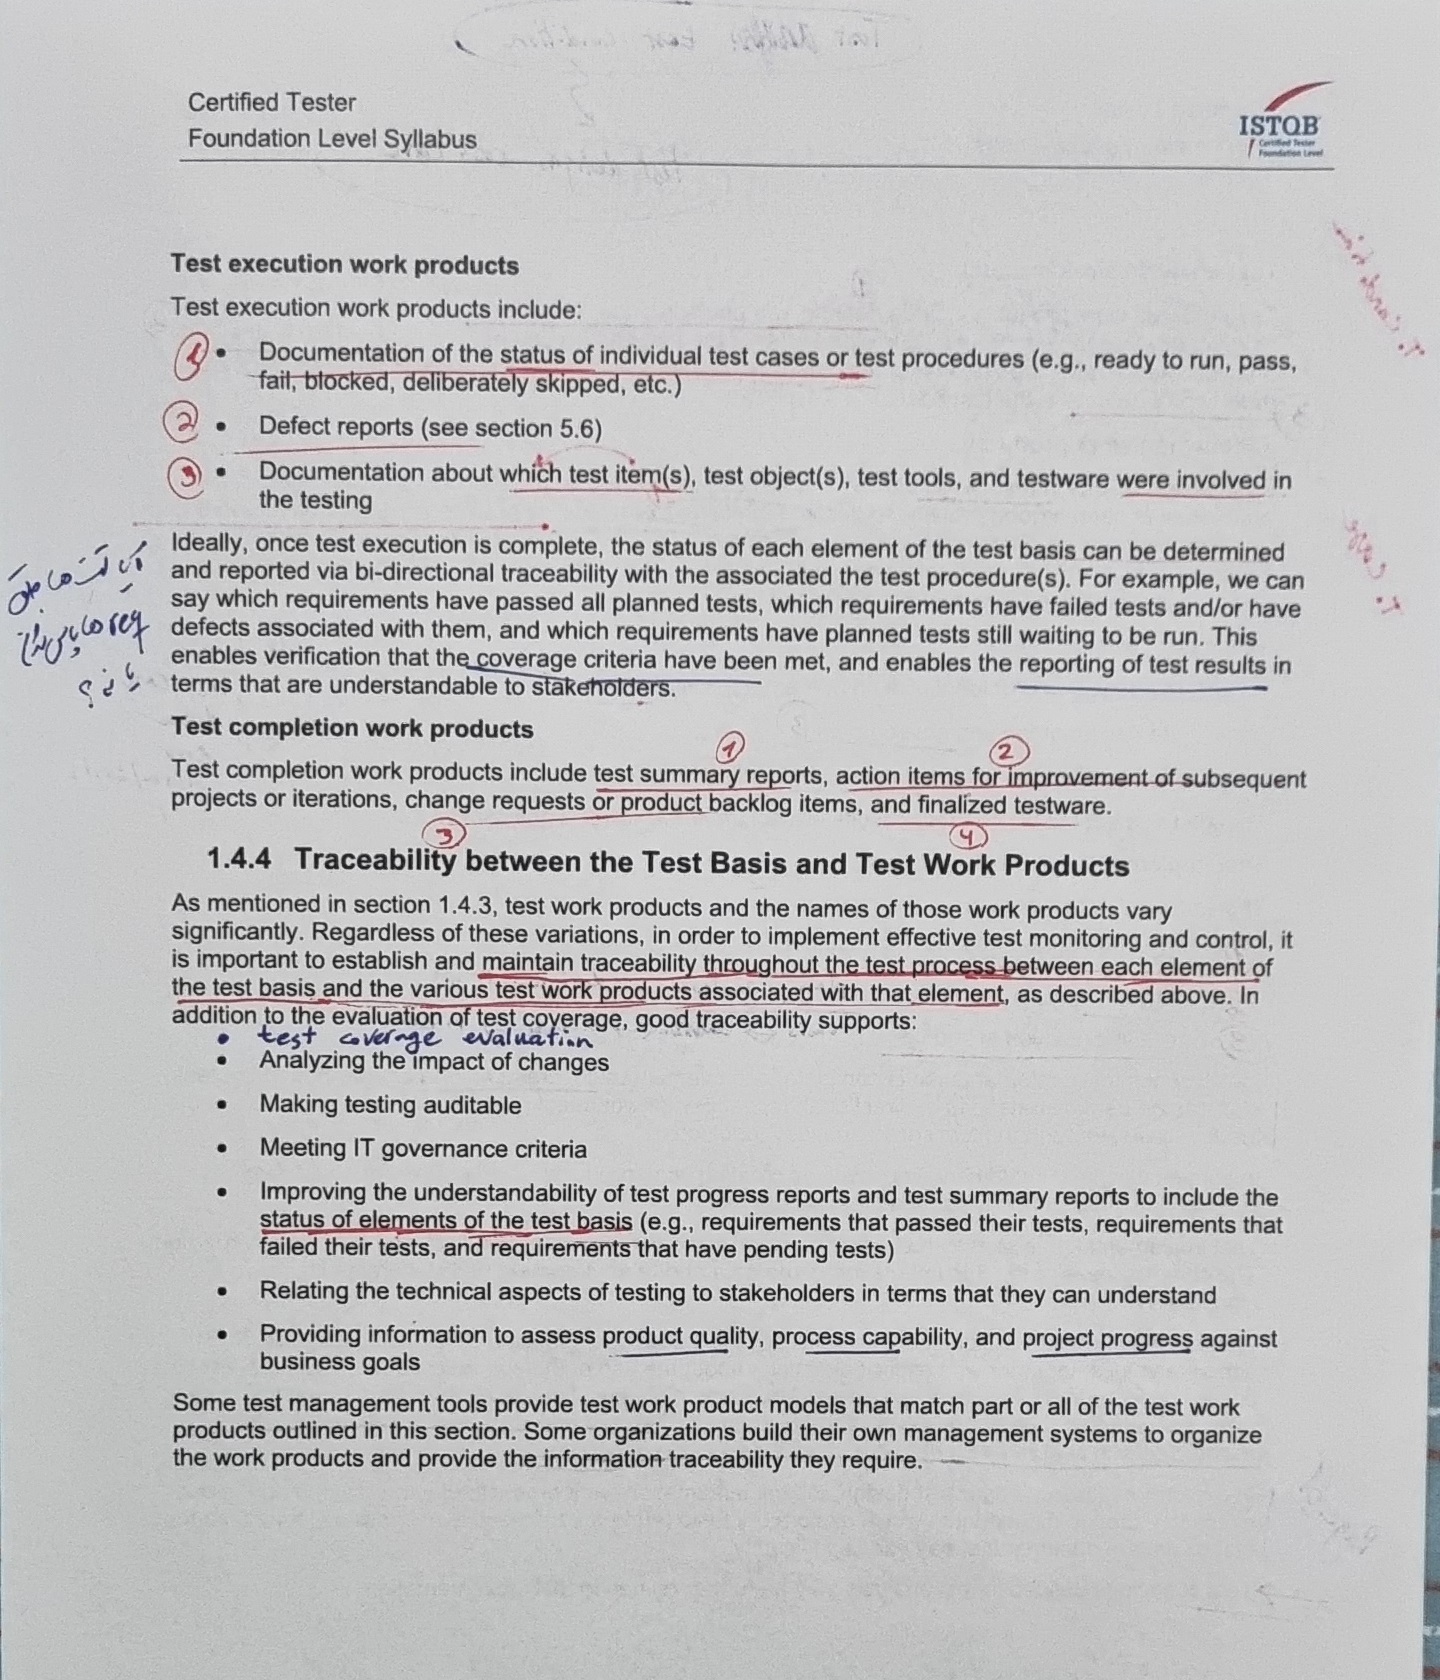 Certified Tester
Foundation Level Syllabus
ISTQB
Certified Tester
Foundation Level
Test execution work products
Test execution work products include:
1 • Documentation of the status of individual test cases or test procedures (e.g., ready to run, pass,
fail, blocked, deliberately skipped, etc.)
2 • Defect reports (see section 5.6)
3 • Documentation about which test item(s), test object(s), test tools, and testware were involved in
the testing
Ideally, once test execution is complete, the status of each element of the test basis can be determined
and reported via bi-directional traceability with the associated the test procedure(s). For example, we can
say which requirements have passed all planned tests, which requirements have failed tests and/or have
req
defects associated with them, and which requirements have planned tests still waiting to be run. This
enables verification that the coverage criteria have been met, and enables the reporting of test results in
terms that are understandable to stakeholders.
Test completion work products
1 2
Test completion work products include test summary reports, action items for improvement of subsequent
projects or iterations, change requests or product backlog items, and finalized testware.
3 4
1.4.4 Traceability between the Test Basis and Test Work Products
As mentioned in section 1.4.3, test work products and the names of those work products vary
significantly. Regardless of these variations, in order to implement effective test monitoring and control, it
is important to establish and maintain traceability throughout the test process between each element of
the test basis and the various test work products associated with that element, as described above. In
addition to the evaluation of test coverage, good traceability supports:
• test coverage evaluation
• Analyzing the impact of changes
• Making testing auditable
• Meeting IT governance criteria
• Improving the understandability of test progress reports and test summary reports to include the
status of elements of the test basis (e.g., requirements that passed their tests, requirements that
failed their tests, and requirements that have pending tests)
• Relating the technical aspects of testing to stakeholders in terms that they can understand
• Providing information to assess product quality, process capability, and project progress against
business goals
Some test management tools provide test work product models that match part or all of the test work
products outlined in this section. Some organizations build their own management systems to organize
the work products and provide the information traceability they require.